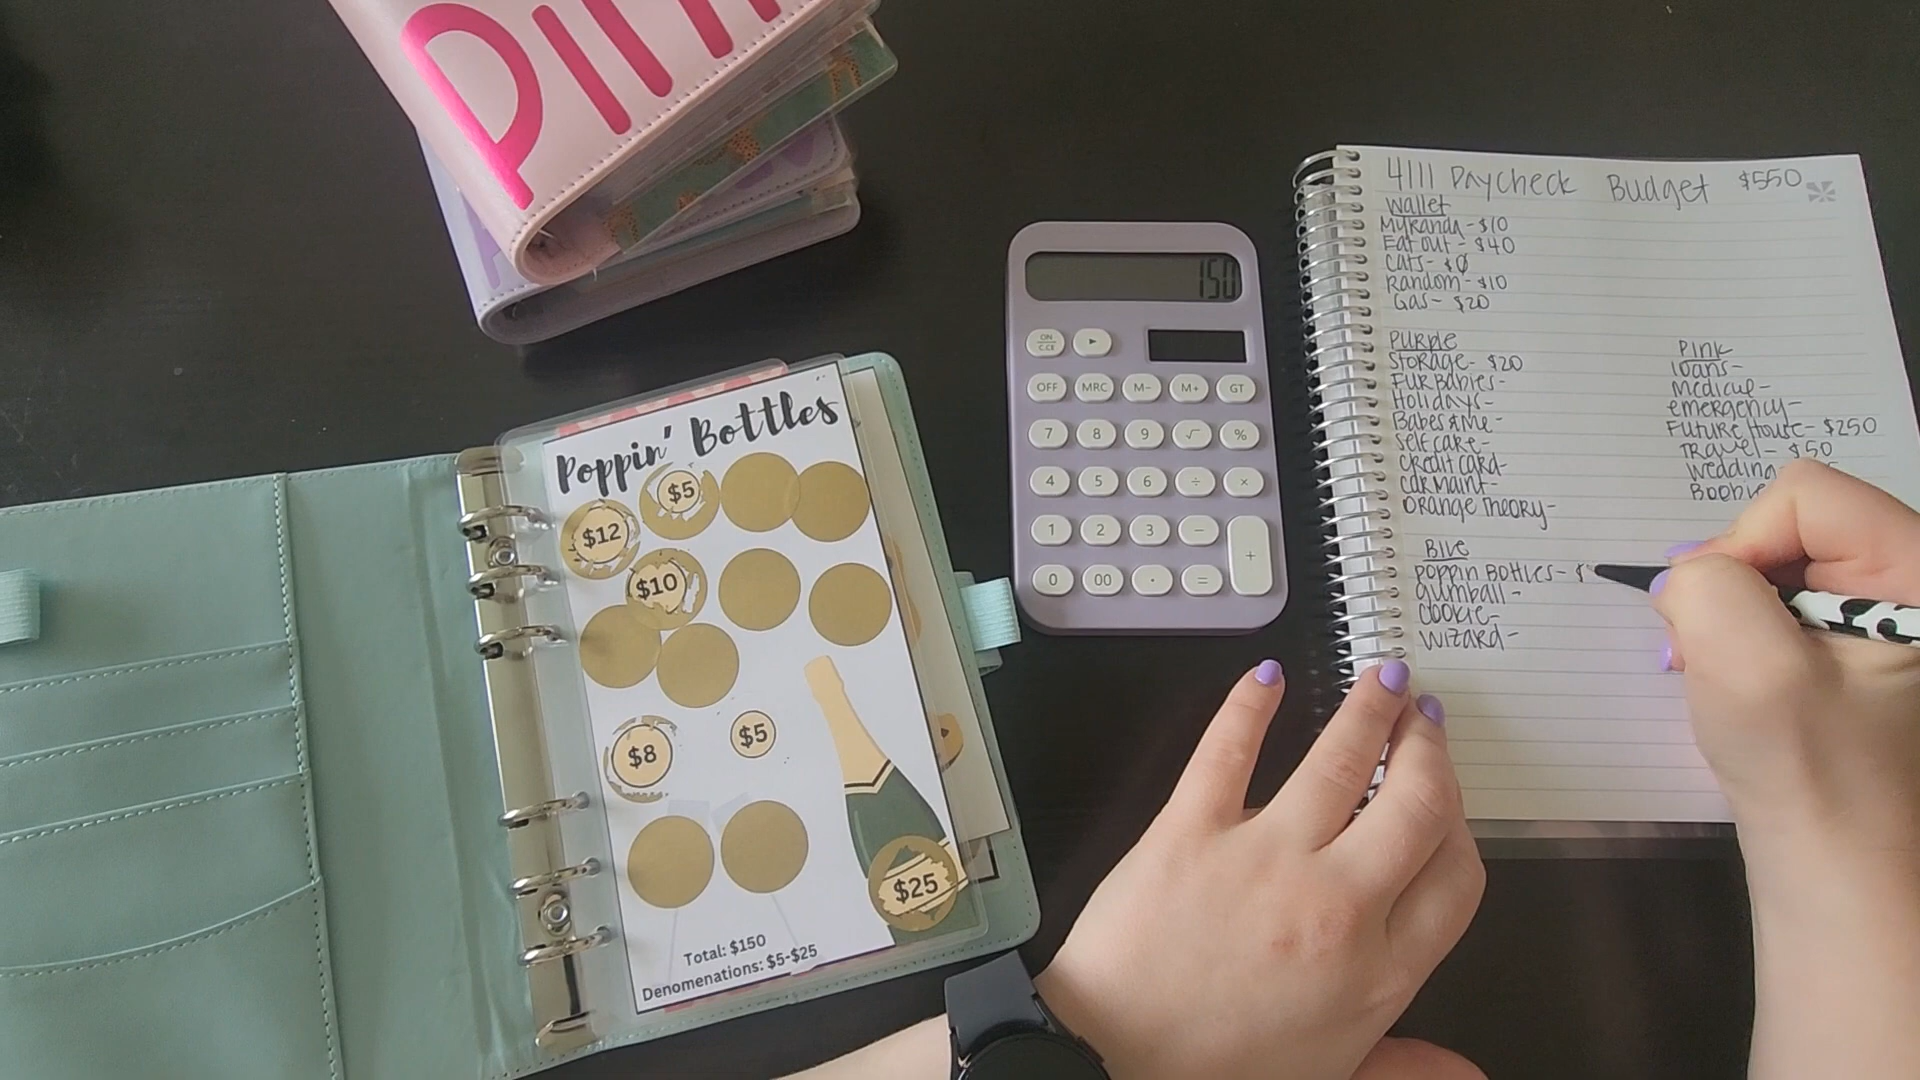 Poppin' Bottles
$12
$5
$10
$8
$5
$25
Total: $150
Denomenations: $5-$25
150
ON
C.CE
OFF MRC M− M+ GT
7 8 9 √ %
4 5 6 ÷ ×
1 2 3 −
0 00 · = +
4/11 Paycheck Budget $550
Wallet
Mykanda - $10
Eat out - $40
Cats - $0
Random - $10
Gas - $20
Purple
Storage - $20
Fur Babies -
Holidays -
Babes & Me -
Self care -
Credit card -
Car maint -
Orange Theory -
Pink
Loans -
Medical -
emergency -
Future House - $250
Travel - $50
Wedding
Blue
Poppin Bottles - $
Gumball -
Cookie -
Wizard -